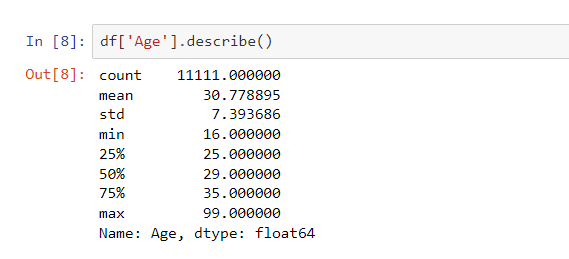 In [8]: df['Age'].describe()
Out[8]: count    11111.000000
mean        30.778895
std          7.393686
min         16.000000
25%         25.000000
50%         29.000000
75%         35.000000
max         99.000000
Name: Age, dtype: float64